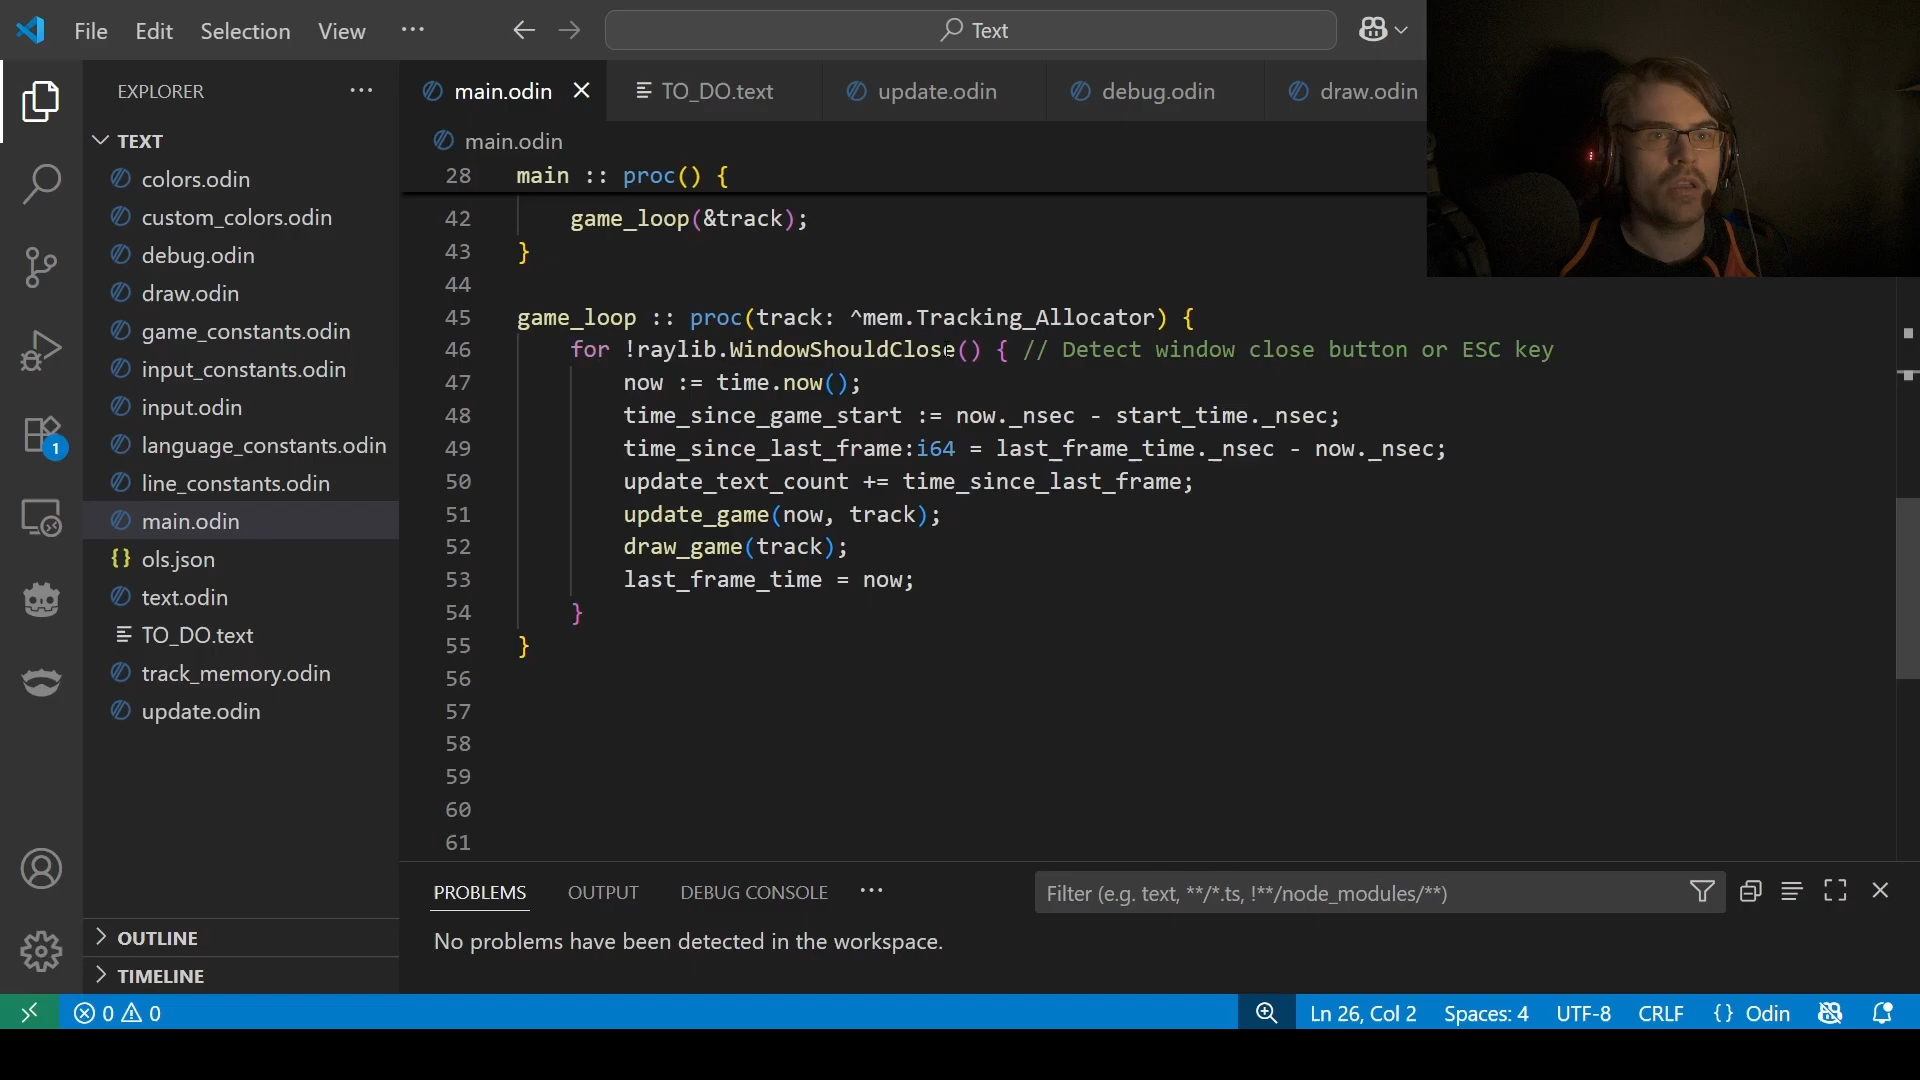 File Edit Selection View ··· Text
EXPLORER ···
TEXT
colors.odin
custom_colors.odin
debug.odin
draw.odin
game_constants.odin
input_constants.odin
input.odin
language_constants.odin
line_constants.odin
main.odin
{} ols.json
text.odin
TO_DO.text
track_memory.odin
update.odin
OUTLINE
TIMELINE
1
main.odin TO_DO.text update.odin debug.odin draw.odin
main.odin
28 main :: proc() {
42 game_loop(&track);
43 }
44
45 game_loop :: proc(track: ^mem.Tracking_Allocator) {
46 for !raylib.WindowShouldClose() { // Detect window close button or ESC key
47 now := time.now();
48 time_since_game_start := now._nsec - start_time._nsec;
49 time_since_last_frame:i64 = last_frame_time._nsec - now._nsec;
50 update_text_count += time_since_last_frame;
51 update_game(now, track);
52 draw_game(track);
53 last_frame_time = now;
54 }
55 }
56
57
58
59
60
61
PROBLEMS OUTPUT DEBUG CONSOLE ··· Filter (e.g. text, **/*.ts, !**/node_modules/**)
No problems have been detected in the workspace.
0 0 Ln 26, Col 2 Spaces: 4 UTF-8 CRLF {} Odin